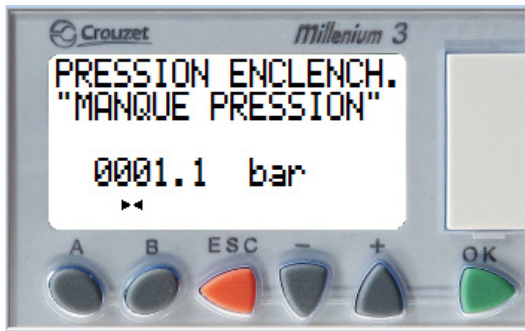 Crouzet
Millenium 3
PRESSION ENCLENCH.
"MANQUE PRESSION"
0001.1 bar
A B ESC - + OK